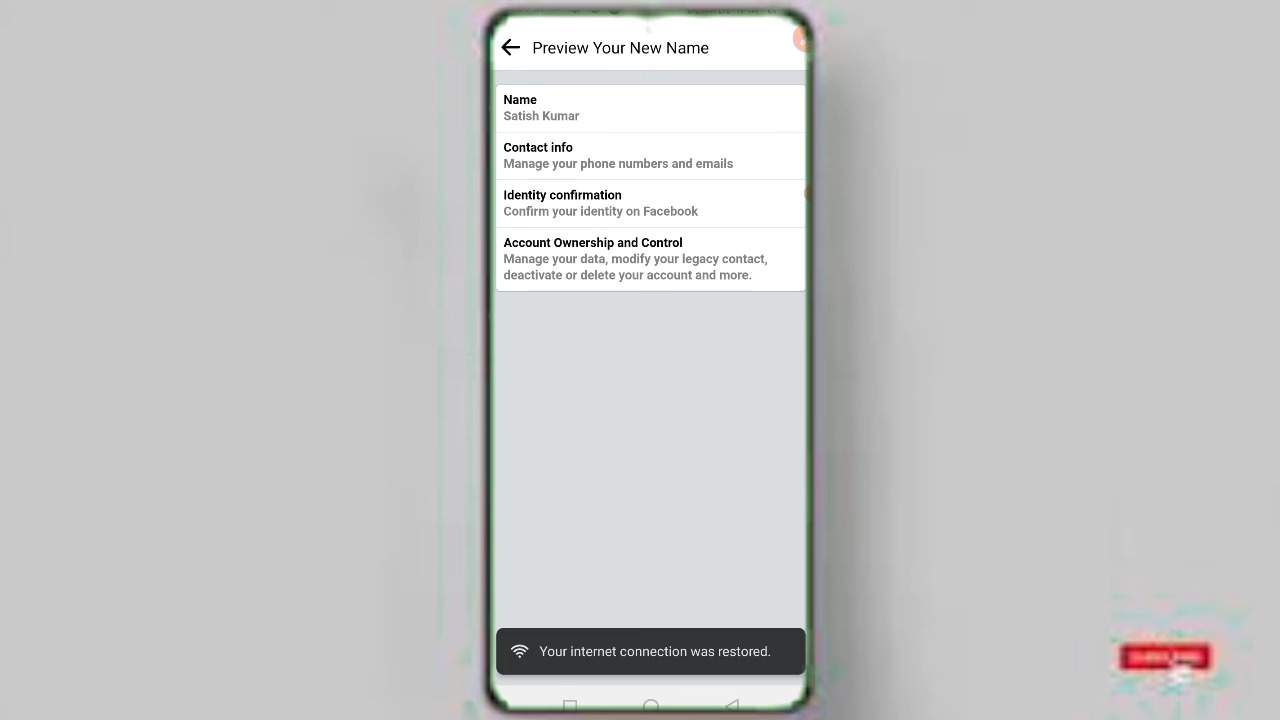 Preview Your New Name
Name
Satish Kumar
Contact info
Manage your phone numbers and emails
Identity confirmation
Confirm your identity on Facebook
Account Ownership and Control
Manage your data, modify your legacy contact,
deactivate or delete your account and more.
Your internet connection was restored.